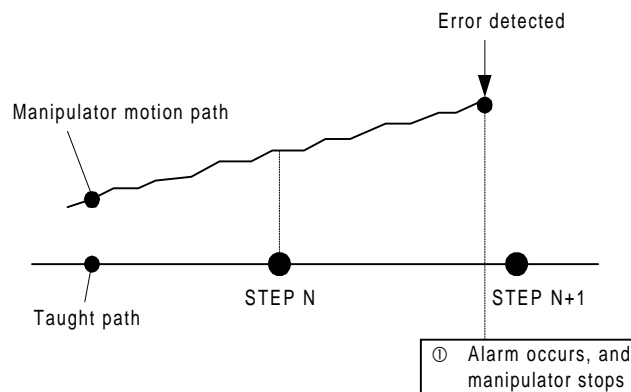 Error detected
Manipulator motion path
STEP N
STEP N+1
Taught path
① Alarm occurs, and
manipulator stops